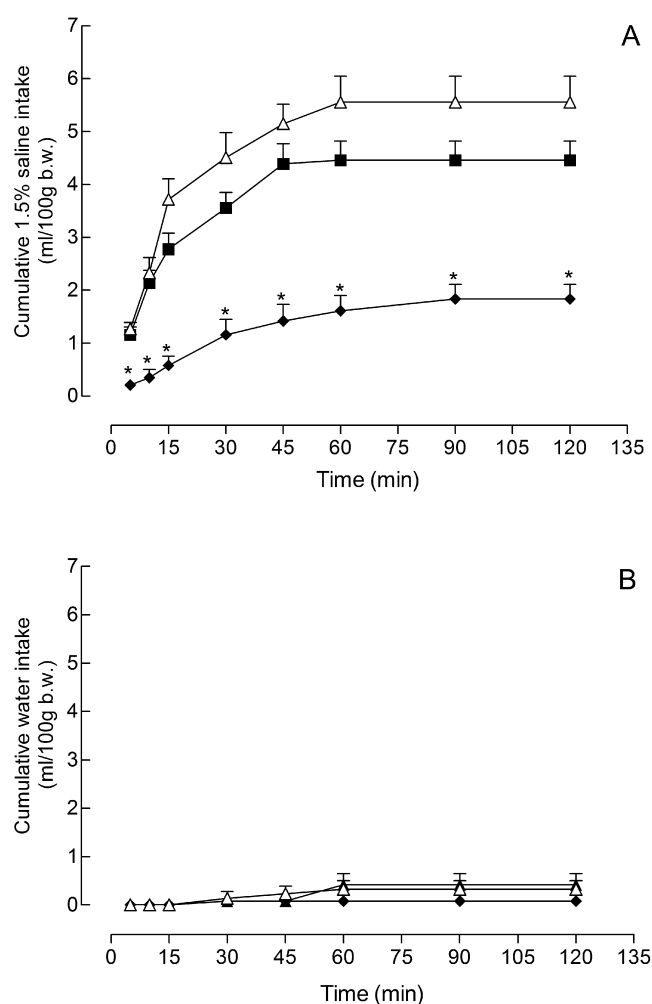 A
Cumulative 1.5% saline intake
(ml/100g b.w.)
7
6
5
4
3
2
1
0
* * * * * * * *
0 15 30 45 60 75 90 105 120 135
Time (min)
B
Cumulative water intake
(ml/100g b.w.)
7
6
5
4
3
2
1
0
0 15 30 45 60 75 90 105 120 135
Time (min)